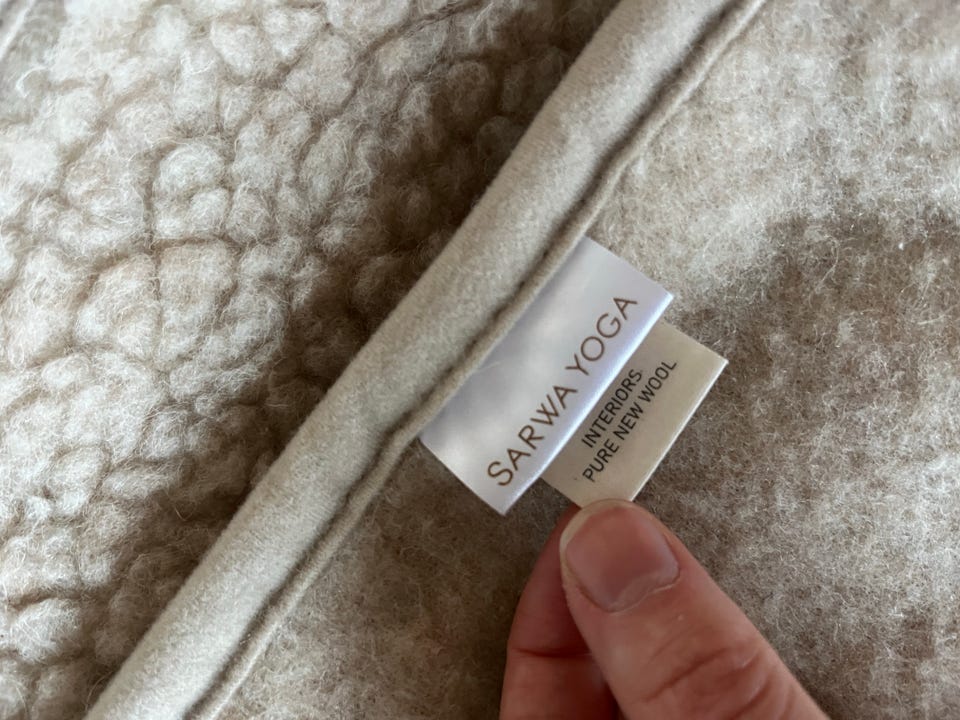 SARWA YOGA
INTERIORS
PURE NEW WOOL